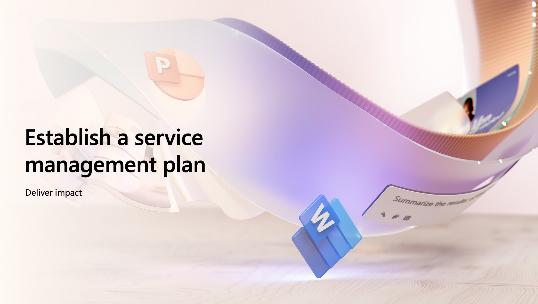 P
Establish a service
management plan
Deliver impact
W
Summarize the results